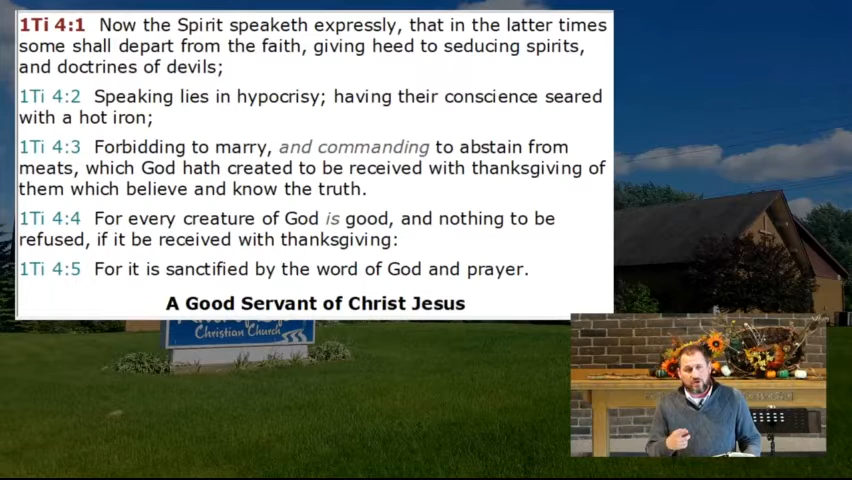 1Ti 4:1 Now the Spirit speaketh expressly, that in the latter times
some shall depart from the faith, giving heed to seducing spirits,
and doctrines of devils;
1Ti 4:2 Speaking lies in hypocrisy; having their conscience seared
with a hot iron;
1Ti 4:3 Forbidding to marry, and commanding to abstain from
meats, which God hath created to be received with thanksgiving of
them which believe and know the truth.
1Ti 4:4 For every creature of God is good, and nothing to be
refused, if it be received with thanksgiving:
1Ti 4:5 For it is sanctified by the word of God and prayer.
A Good Servant of Christ Jesus
Christian Church